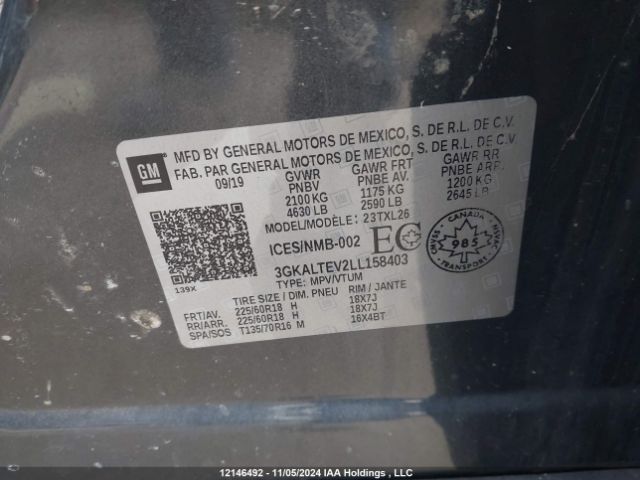 GM
MFD BY GENERAL MOTORS DE MEXICO, S. DE R.L. DE C.V.
FAB. PAR GENERAL MOTORS DE MEXICO, S. DE R.L. DE C.V
09/19 GVWR GAWR FRT GAWR RR
PNBV PNBE AV. PNBE ARR.
2100 KG 1175 KG 1200 KG
4630 LB 2590 LB 2645 LB
MODEL/MODÈLE: 23TXL26
ICES/NMB-002 EC
3GKALTEV2LL158403
TYPE: MPV/VTUM
139X
TIRE SIZE / DIM. PNEU RIM / JANTE
FRT/AV. 225/60R18 H 18X7J
RR/ARR. 225/60R18 H 18X7J
SPA/SOS T135/70R16 M 16X4BT
CANADA
CMVSS 985 NSVAC
TRANSPORT
12146492 - 11/05/2024 IAA Holdings , LLC